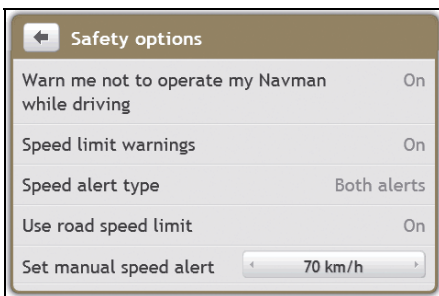 Safety options
Warn me not to operate my Navman On
while driving
Speed limit warnings On
Speed alert type Both alerts
Use road speed limit On
Set manual speed alert 70 km/h